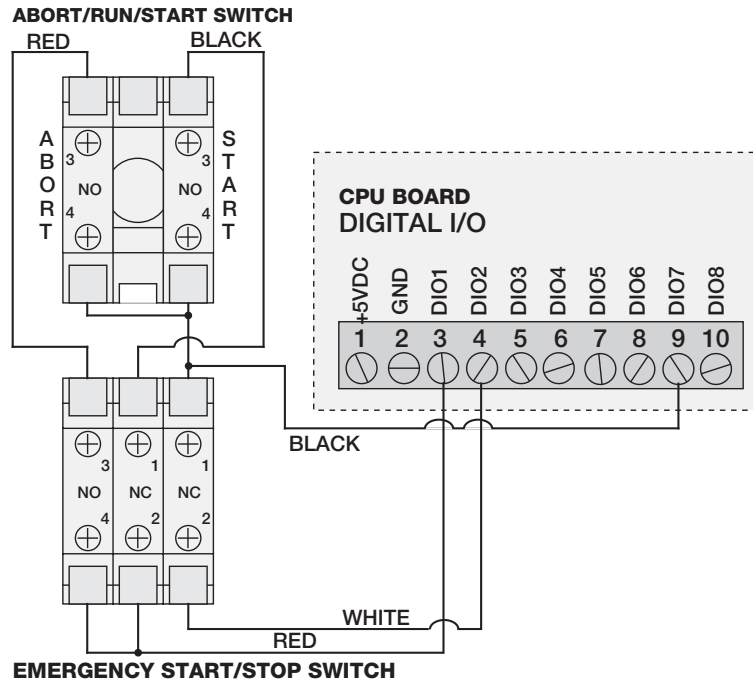 ABORT/RUN/START SWITCH
RED BLACK
ABORT
START
3 3
NO NO
4 4
CPU BOARD
DIGITAL I/O
+5VDC GND DIO1 DIO2 DIO3 DIO4 DIO5 DIO6 DIO7 DIO8
1 2 3 4 5 6 7 8 9 10
BLACK
3 1 1
NO NC NC
4 2 2
WHITE
RED
EMERGENCY START/STOP SWITCH